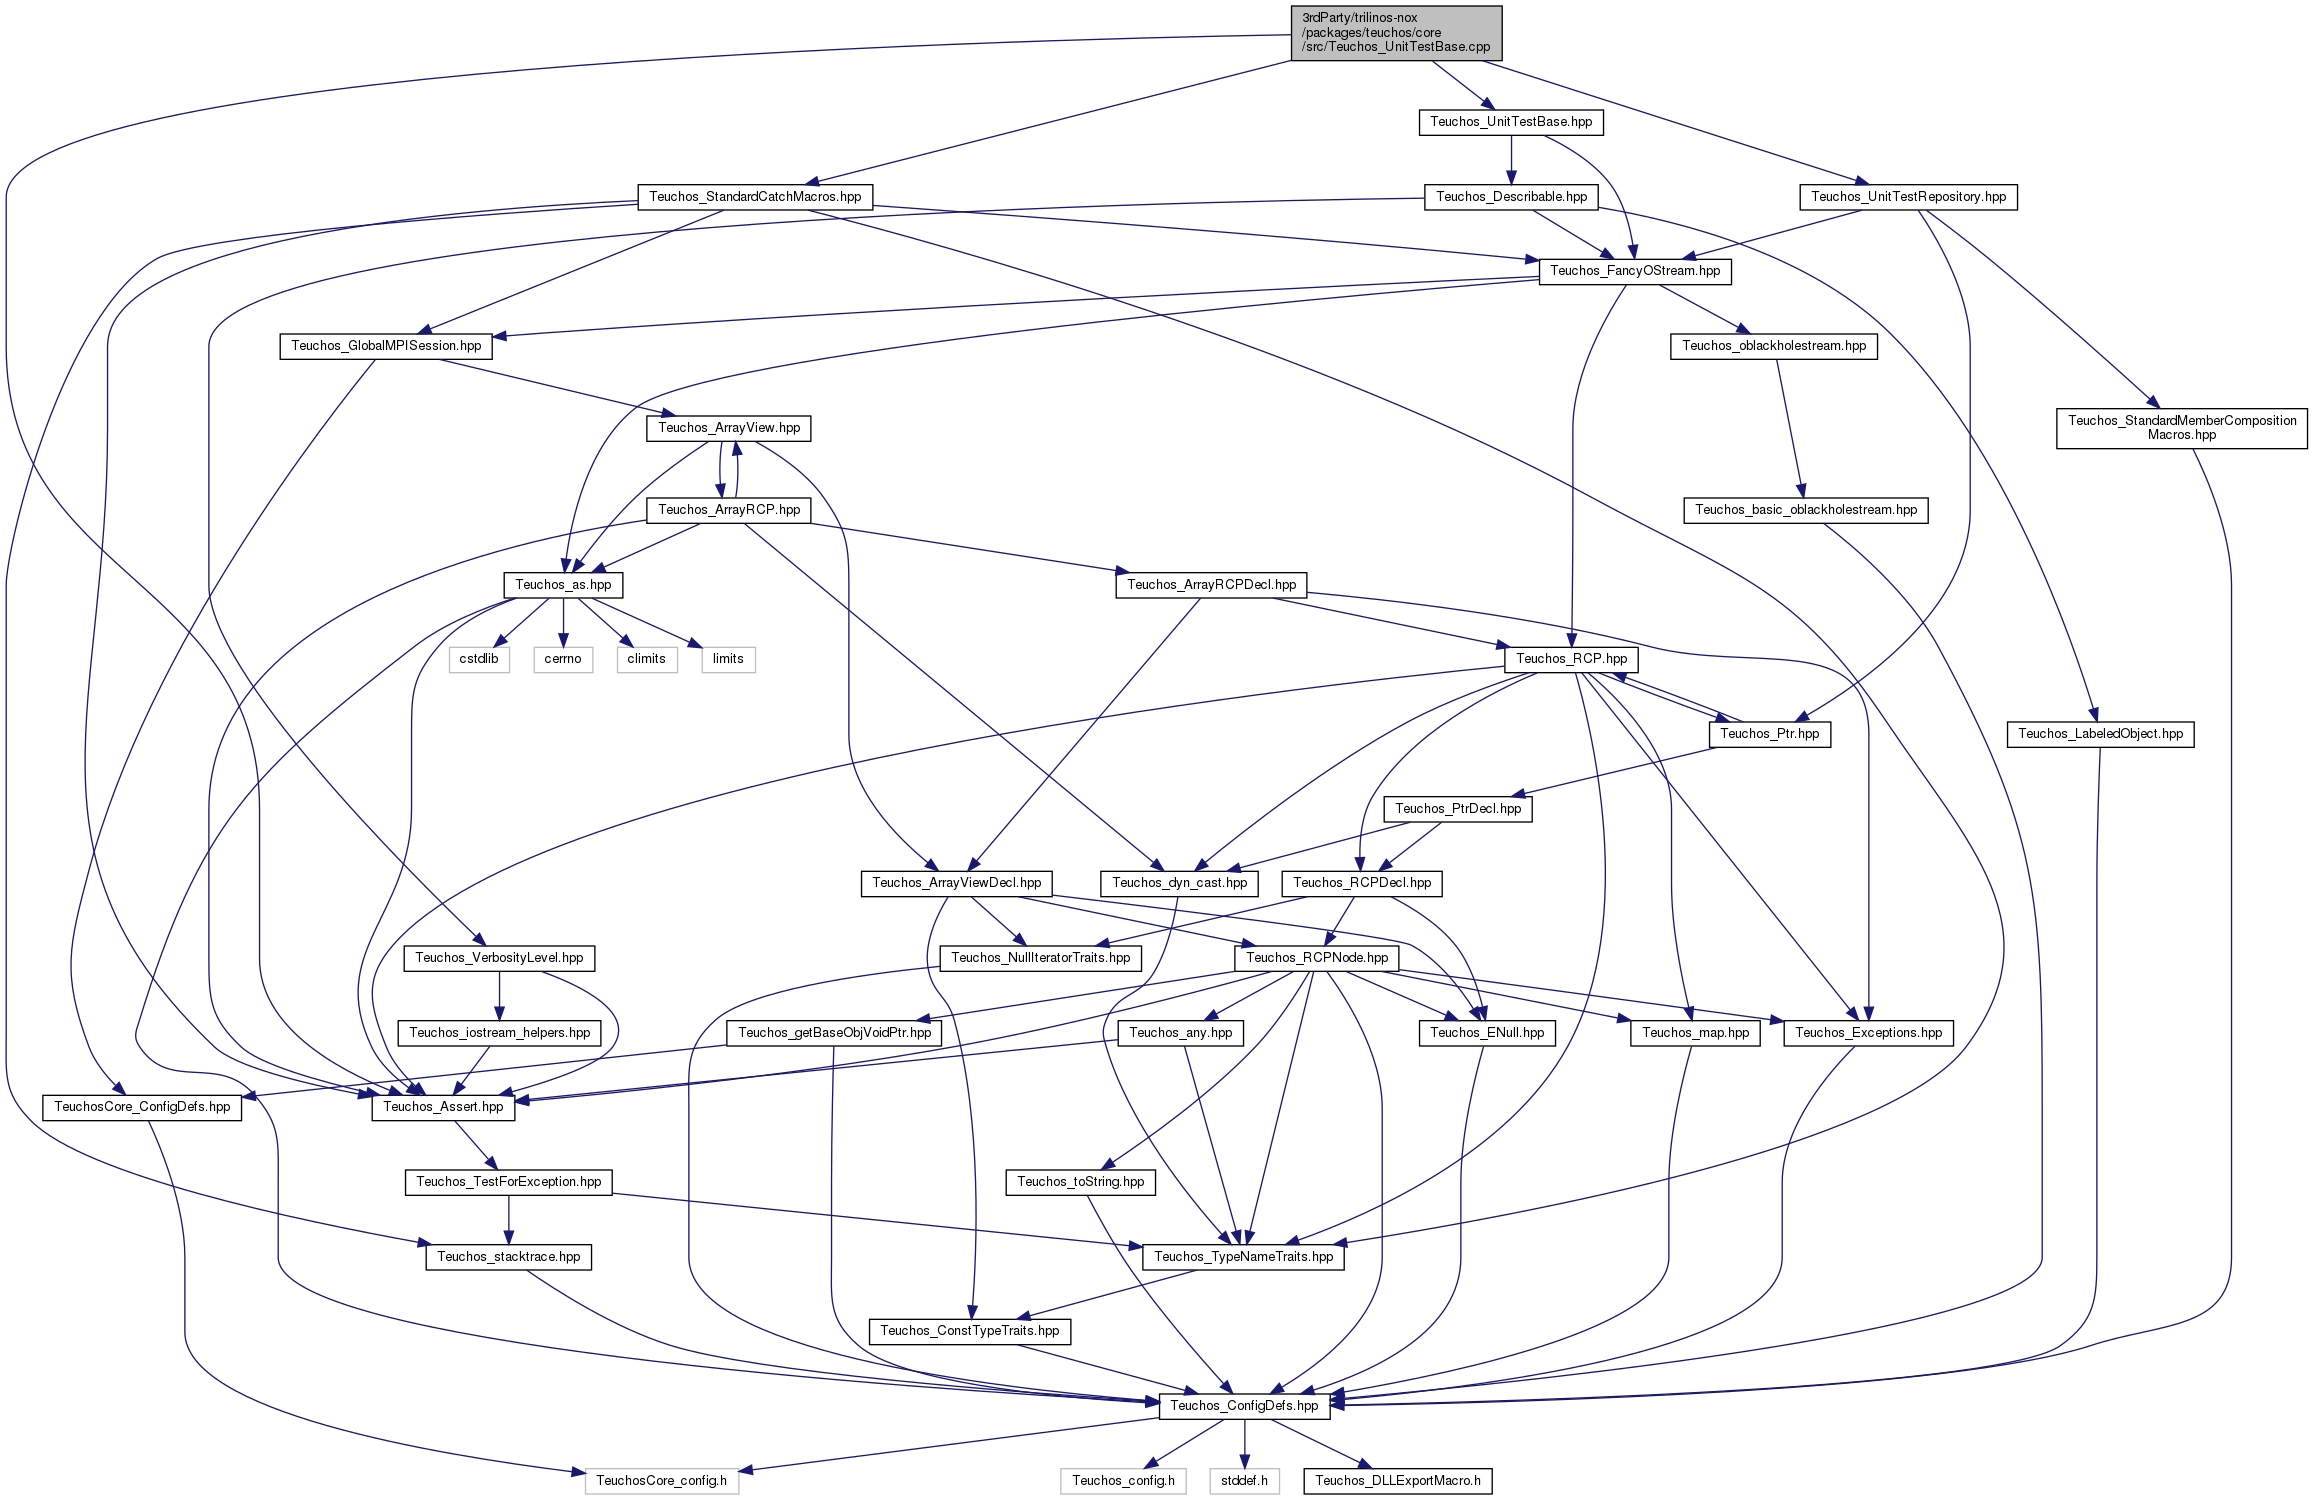 3rdParty/trilinos-nox
/packages/teuchos/core
/src/Teuchos_UnitTestBase.cpp
Teuchos_UnitTestBase.hpp
Teuchos_StandardCatchMacros.hpp
Teuchos_Describable.hpp
Teuchos_UnitTestRepository.hpp
Teuchos_FancyOStream.hpp
Teuchos_GlobalMPISession.hpp
Teuchos_oblackholestream.hpp
Teuchos_ArrayView.hpp
Teuchos_StandardMemberComposition
Macros.hpp
Teuchos_ArrayRCP.hpp
Teuchos_basic_oblackholestream.hpp
Teuchos_as.hpp
Teuchos_ArrayRCPDecl.hpp
cstdlib
cerrno
climits
limits
Teuchos_RCP.hpp
Teuchos_Ptr.hpp
Teuchos_LabeledObject.hpp
Teuchos_PtrDecl.hpp
Teuchos_ArrayViewDecl.hpp
Teuchos_dyn_cast.hpp
Teuchos_RCPDecl.hpp
Teuchos_VerbosityLevel.hpp
Teuchos_NullIteratorTraits.hpp
Teuchos_RCPNode.hpp
Teuchos_iostream_helpers.hpp
Teuchos_getBaseObjVoidPtr.hpp
Teuchos_any.hpp
Teuchos_ENull.hpp
Teuchos_map.hpp
Teuchos_Exceptions.hpp
TeuchosCore_ConfigDefs.hpp
Teuchos_Assert.hpp
Teuchos_TestForException.hpp
Teuchos_toString.hpp
Teuchos_stacktrace.hpp
Teuchos_TypeNameTraits.hpp
Teuchos_ConstTypeTraits.hpp
Teuchos_ConfigDefs.hpp
TeuchosCore_config.h
Teuchos_config.h
stddef.h
Teuchos_DLLExportMacro.h